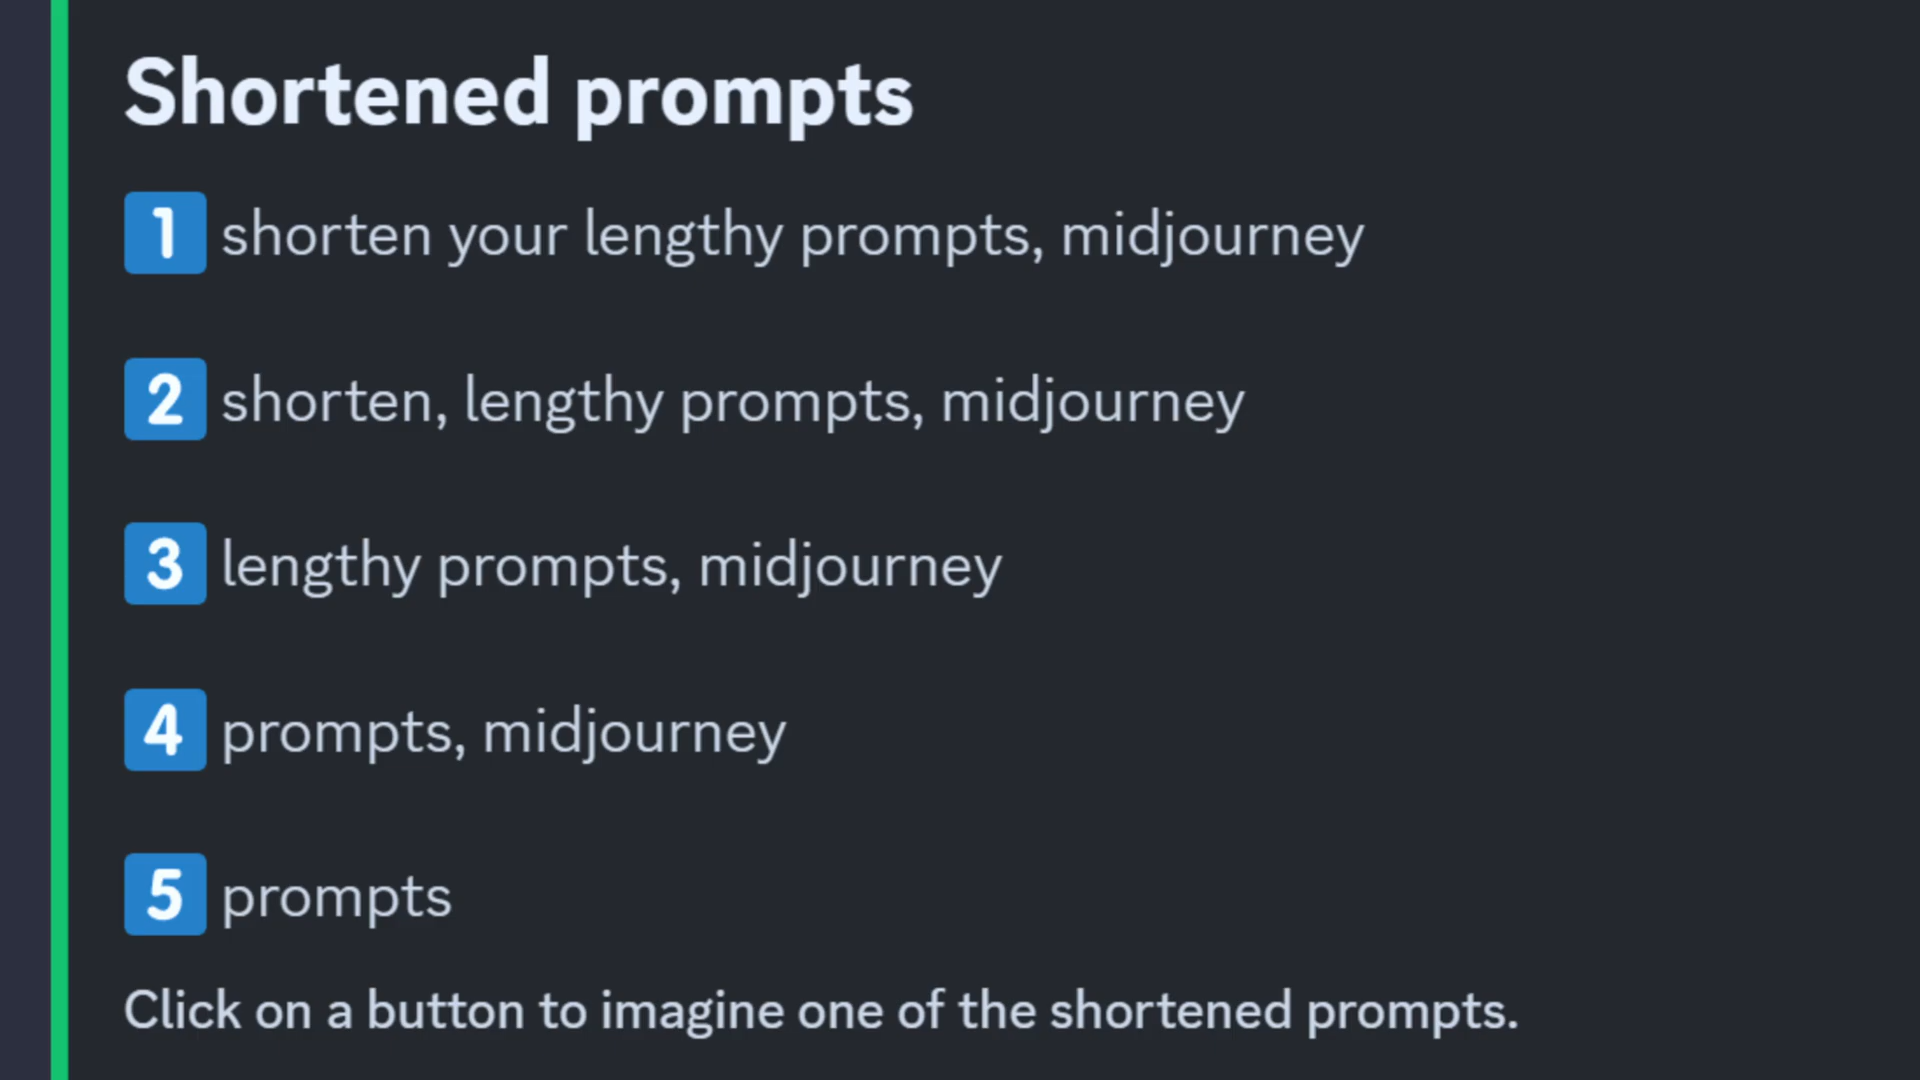 Shortened prompts
1 shorten your lengthy prompts, midjourney
2 shorten, lengthy prompts, midjourney
3 lengthy prompts, midjourney
4 prompts, midjourney
5 prompts
Click on a button to imagine one of the shortened prompts.